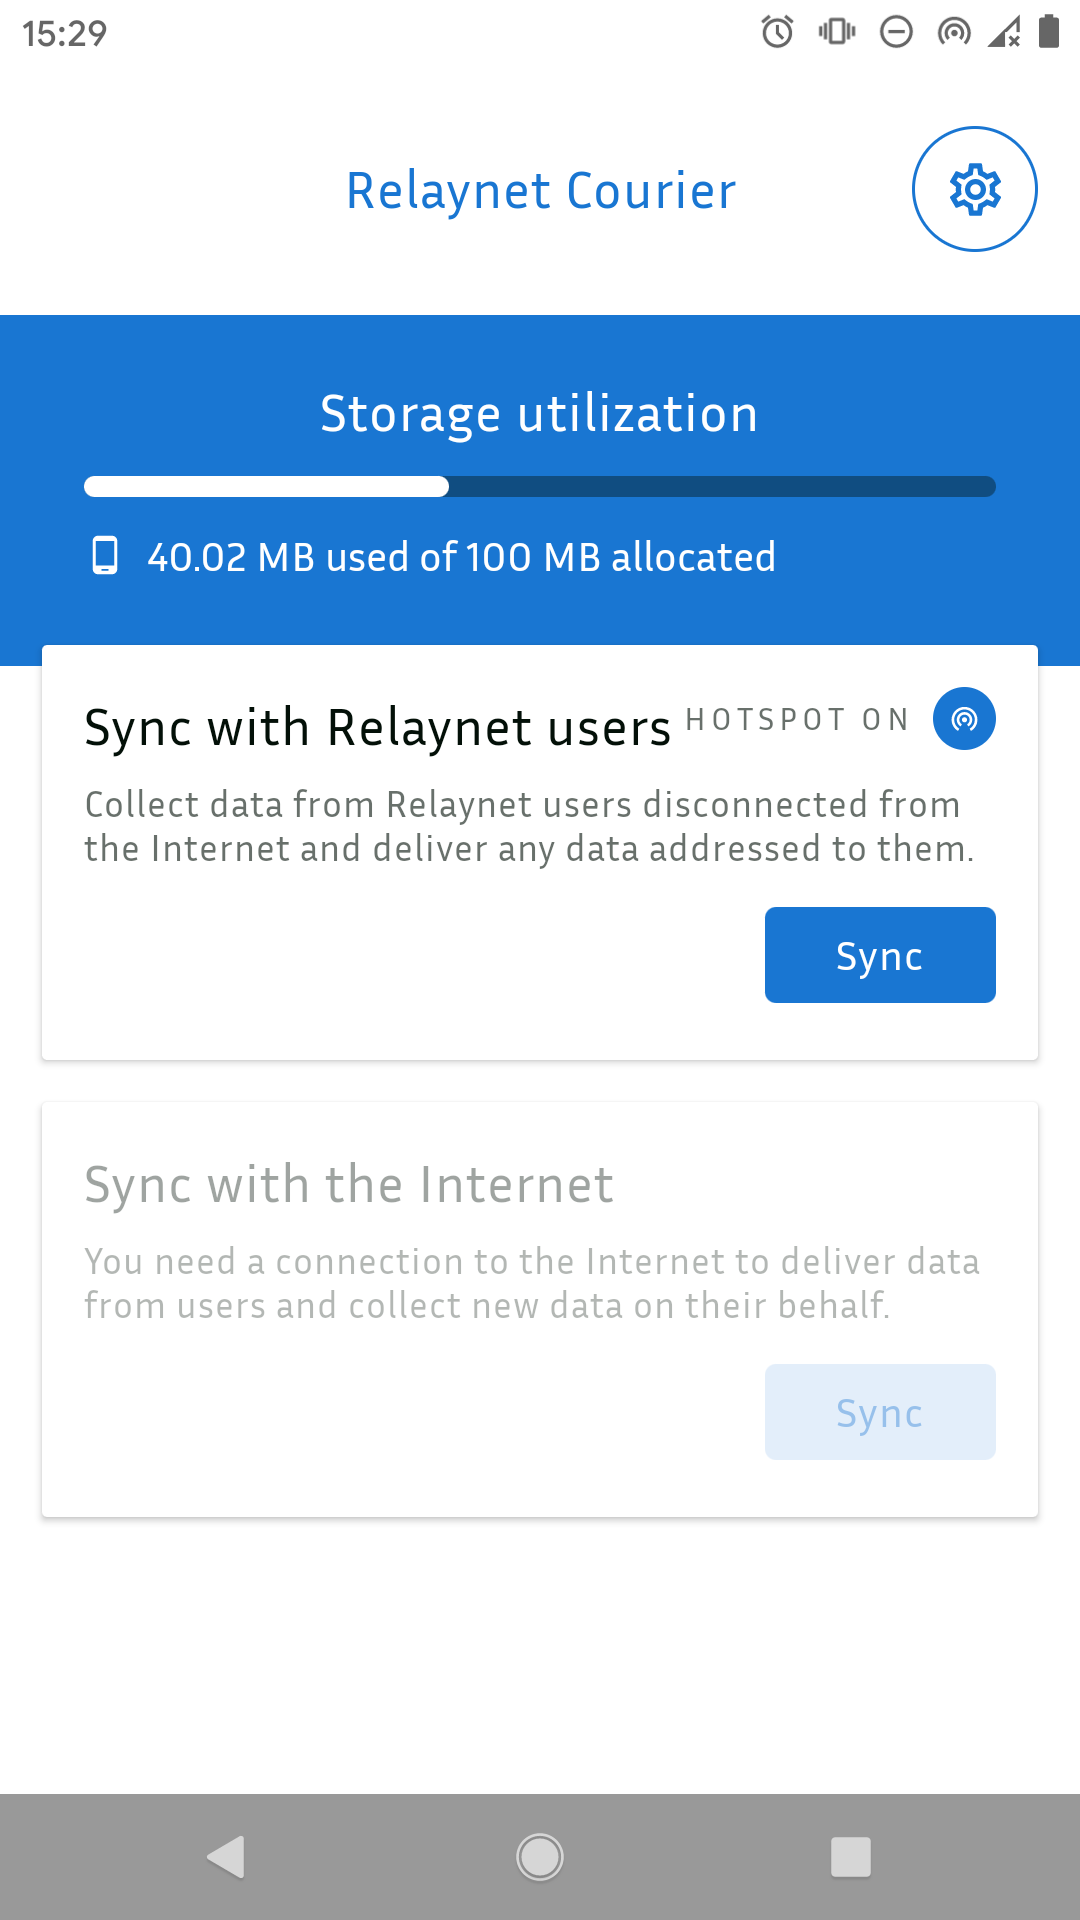 15:29
Relaynet Courier
Storage utilization
40.02 MB used of 100 MB allocated
Sync with Relaynet users HOTSPOT ON
Collect data from Relaynet users disconnected from
the Internet and deliver any data addressed to them.
Sync
Sync with the Internet
You need a connection to the Internet to deliver data
from users and collect new data on their behalf.
Sync